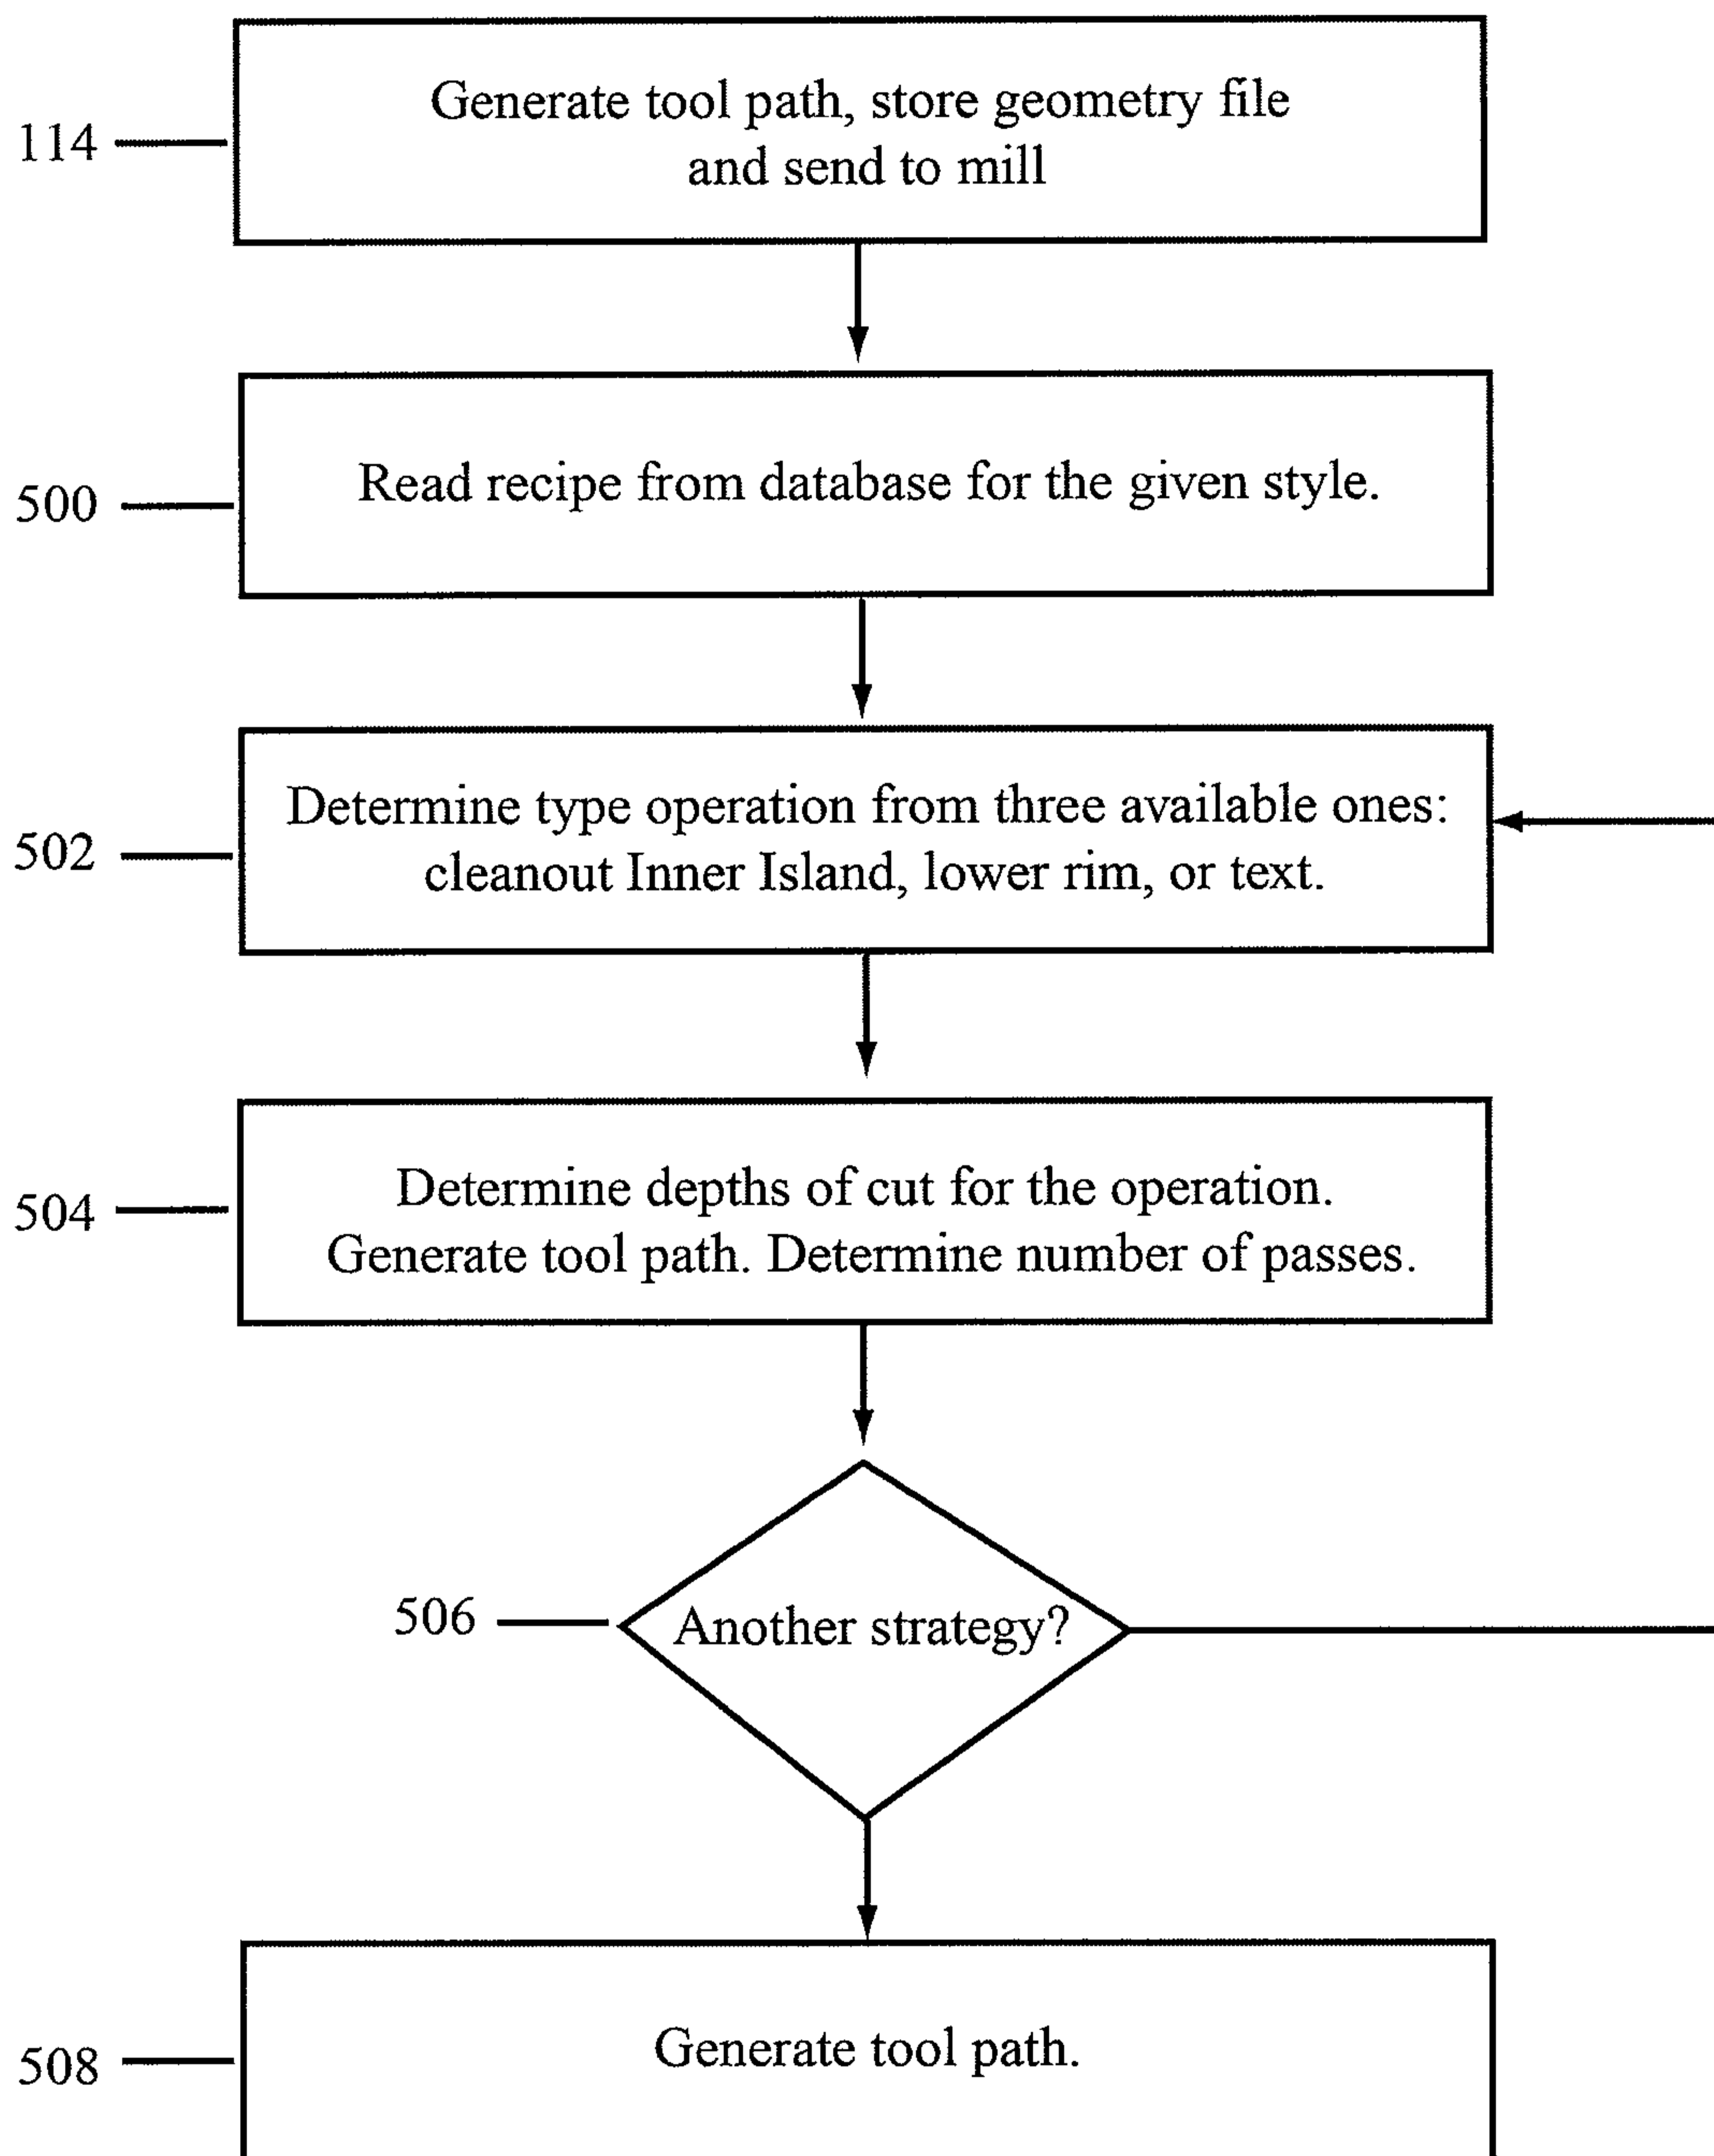 Generate tool path, store geometry file
and send to mill
114
Read recipe from database for the given style.
500
Determine type operation from three available ones:
cleanout Inner Island, lower rim, or text.
502
Determine depths of cut for the operation.
Generate tool path. Determine number of passes.
504
506
Another strategy?
Generate tool path.
508